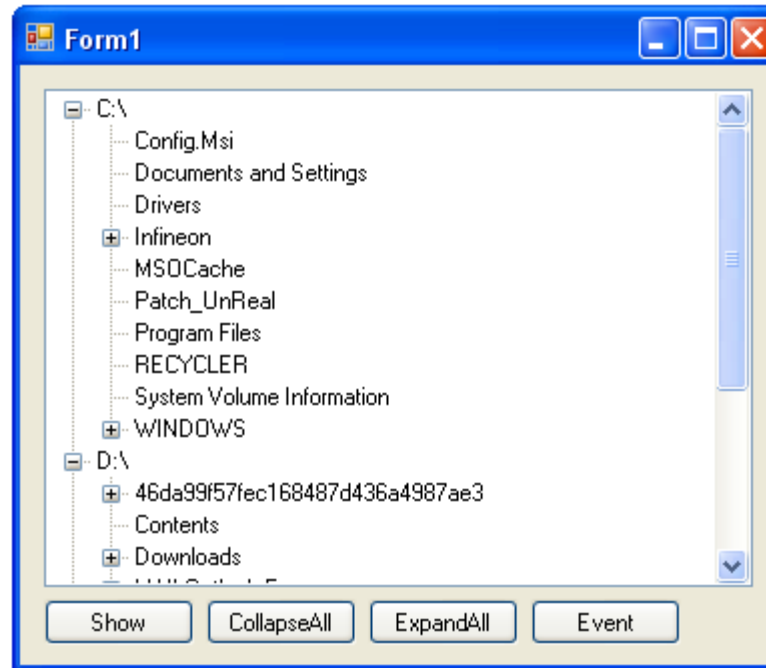 Form1
C:\
Config.Msi
Documents and Settings
Drivers
Infineon
MSOCache
Patch_UnReal
Program Files
RECYCLER
System Volume Information
WINDOWS
D:\
46da99f57fec168487d436a4987ae3
Contents
Downloads
Show CollapseAll ExpandAll Event